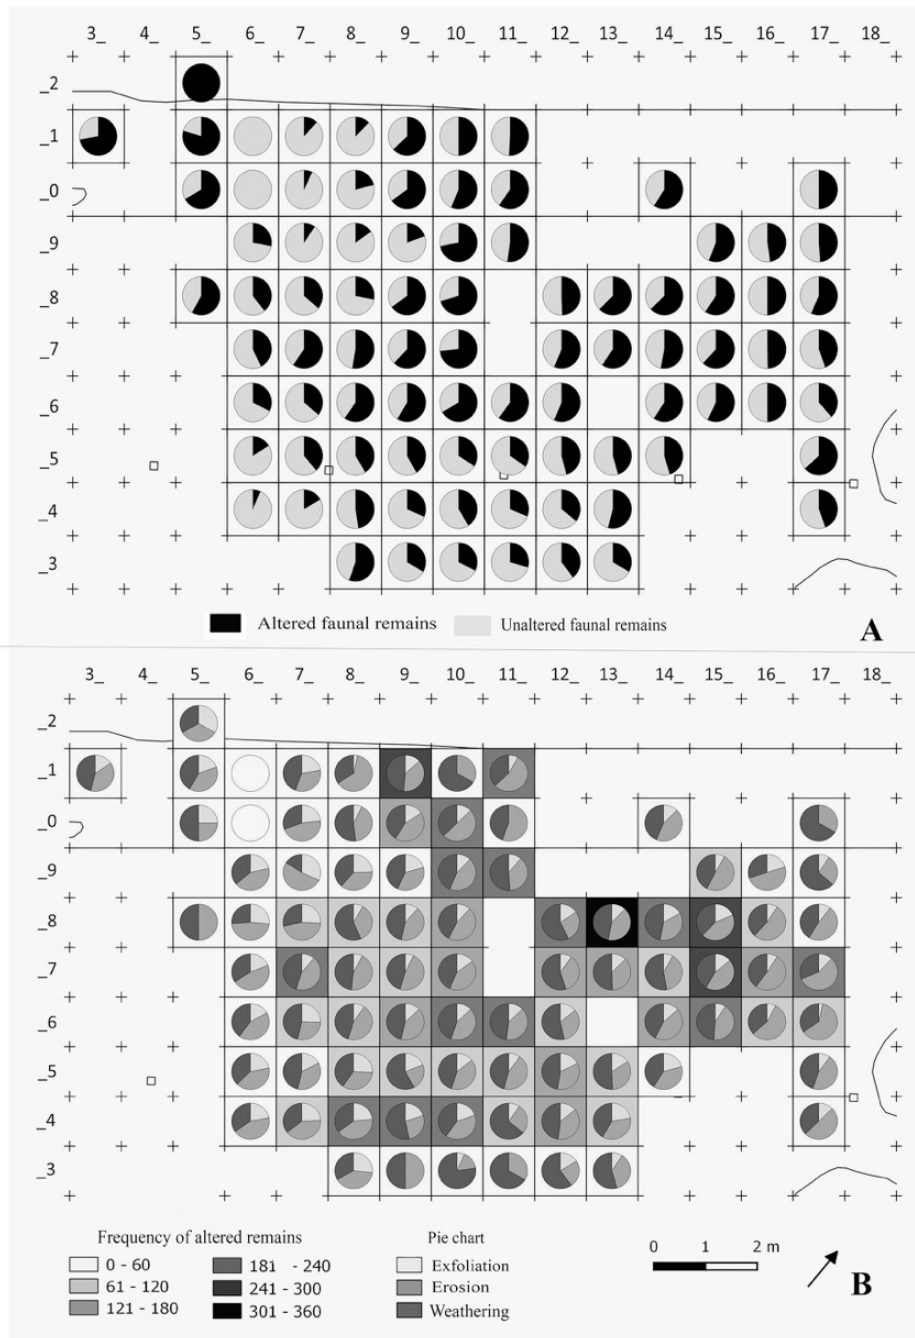 3_ 4_ 5_ 6_ 7_ 8_ 9_ 10_ 11_ 12_ 13_ 14_ 15_ 16_ 17_ 18_
_2
_1
_0
_9
_8
_7
_6
_5
_4
_3
Altered faunal remains Unaltered faunal remains
A
3_ 4_ 5_ 6_ 7_ 8_ 9_ 10_ 11_ 12_ 13_ 14_ 15_ 16_ 17_ 18_
_2
_1
_0
_9
_8
_7
_6
_5
_4
_3
Frequency of altered remains
0 - 60
61 - 120
121 - 180
181 - 240
241 - 300
301 - 360
Pie chart
Exfoliation
Erosion
Weathering
0 1 2 m
B